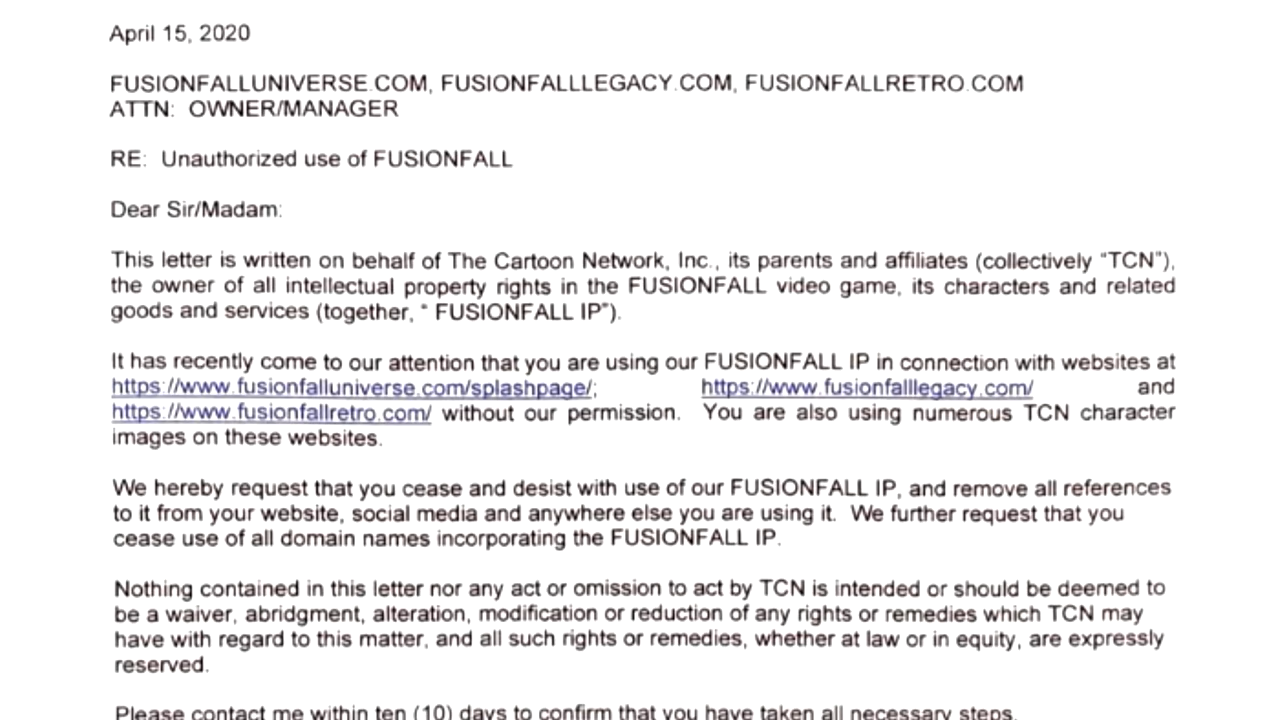 April 15, 2020
FUSIONFALLUNIVERSE.COM, FUSIONFALLLEGACY.COM, FUSIONFALLRETRO.COM
ATTN: OWNER/MANAGER
RE: Unauthorized use of FUSIONFALL
Dear Sir/Madam:
This letter is written on behalf of The Cartoon Network, Inc., its parents and affiliates (collectively “TCN”),
the owner of all intellectual property rights in the FUSIONFALL video game, its characters and related
goods and services (together, “ FUSIONFALL IP”).
It has recently come to our attention that you are using our FUSIONFALL IP in connection with websites at
https://www.fusionfalluniverse.com/splashpage/; https://www.fusionfalllegacy.com/ and
https://www.fusionfallretro.com/ without our permission. You are also using numerous TCN character
images on these websites.
We hereby request that you cease and desist with use of our FUSIONFALL IP, and remove all references
to it from your website, social media and anywhere else you are using it. We further request that you
cease use of all domain names incorporating the FUSIONFALL IP.
Nothing contained in this letter nor any act or omission to act by TCN is intended or should be deemed to
be a waiver, abridgment, alteration, modification or reduction of any rights or remedies which TCN may
have with regard to this matter, and all such rights or remedies, whether at law or in equity, are expressly
reserved.
Please contact me within ten (10) days to confirm that you have taken all necessary steps.